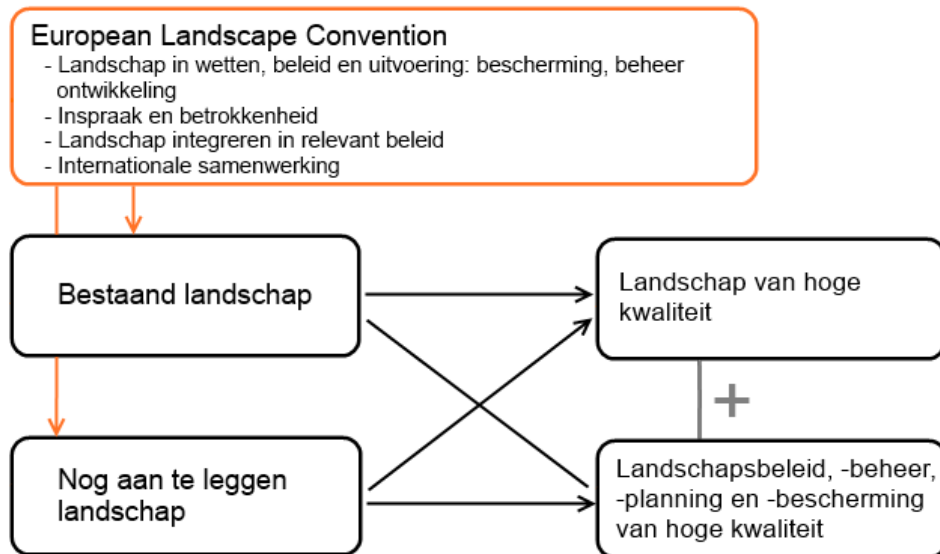 European Landscape Convention
- Landschap in wetten, beleid en uitvoering: bescherming, beheer
ontwikkeling
- Inspraak en betrokkenheid
- Landschap integreren in relevant beleid
- Internationale samenwerking
Bestaand landschap
Landschap van hoge
kwaliteit
+
Nog aan te leggen
landschap
Landschapsbeleid, -beheer,
-planning en -bescherming
van hoge kwaliteit